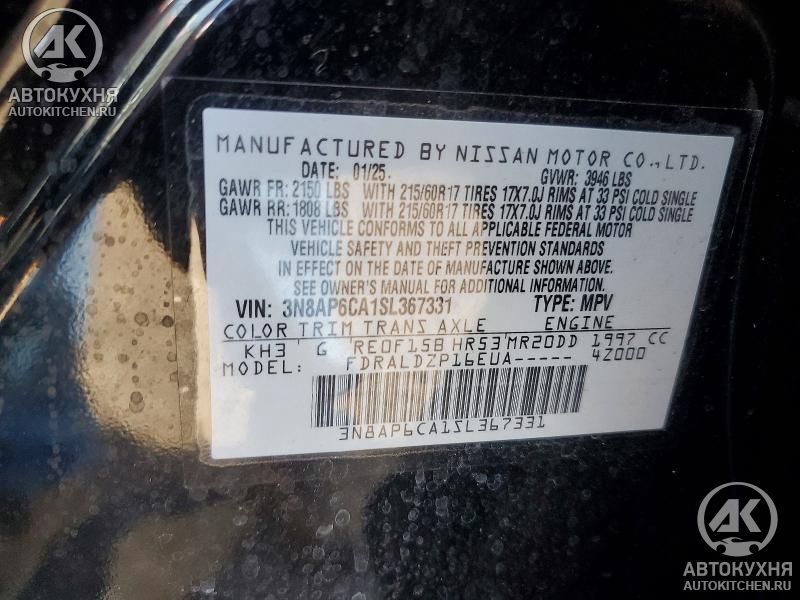 AK
АВТОКУХНЯ
AUTOKITCHEN.RU
MANUFACTURED BY NISSAN MOTOR CO., LTD.
DATE: 01/25 GVWR: 3946 LBS
GAWR FR: 2150 LBS WITH 215/60R17 TIRES 17X7.0J RIMS AT 33 PSI COLD SINGLE
GAWR RR: 1808 LBS WITH 215/60R17 TIRES 17X7.0J RIMS AT 33 PSI COLD SINGLE
THIS VEHICLE CONFORMS TO ALL APPLICABLE FEDERAL MOTOR
VEHICLE SAFETY AND THEFT PREVENTION STANDARDS
IN EFFECT ON THE DATE OF MANUFACTURE SHOWN ABOVE.
SEE OWNER'S MANUAL FOR ADDITIONAL INFORMATION.
VIN: 3N8AP6CA1SL367331 TYPE: MPV
COLOR TRIM TRANS AXLE ENGINE
KH3 G RE0F15B HR53 MR20DD 1997 CC
MODEL: FDRALDZP16EUA----- 4Z000
3N8AP6CA1SL367331
AK
АВТОКУХНЯ
AUTOKITCHEN.RU